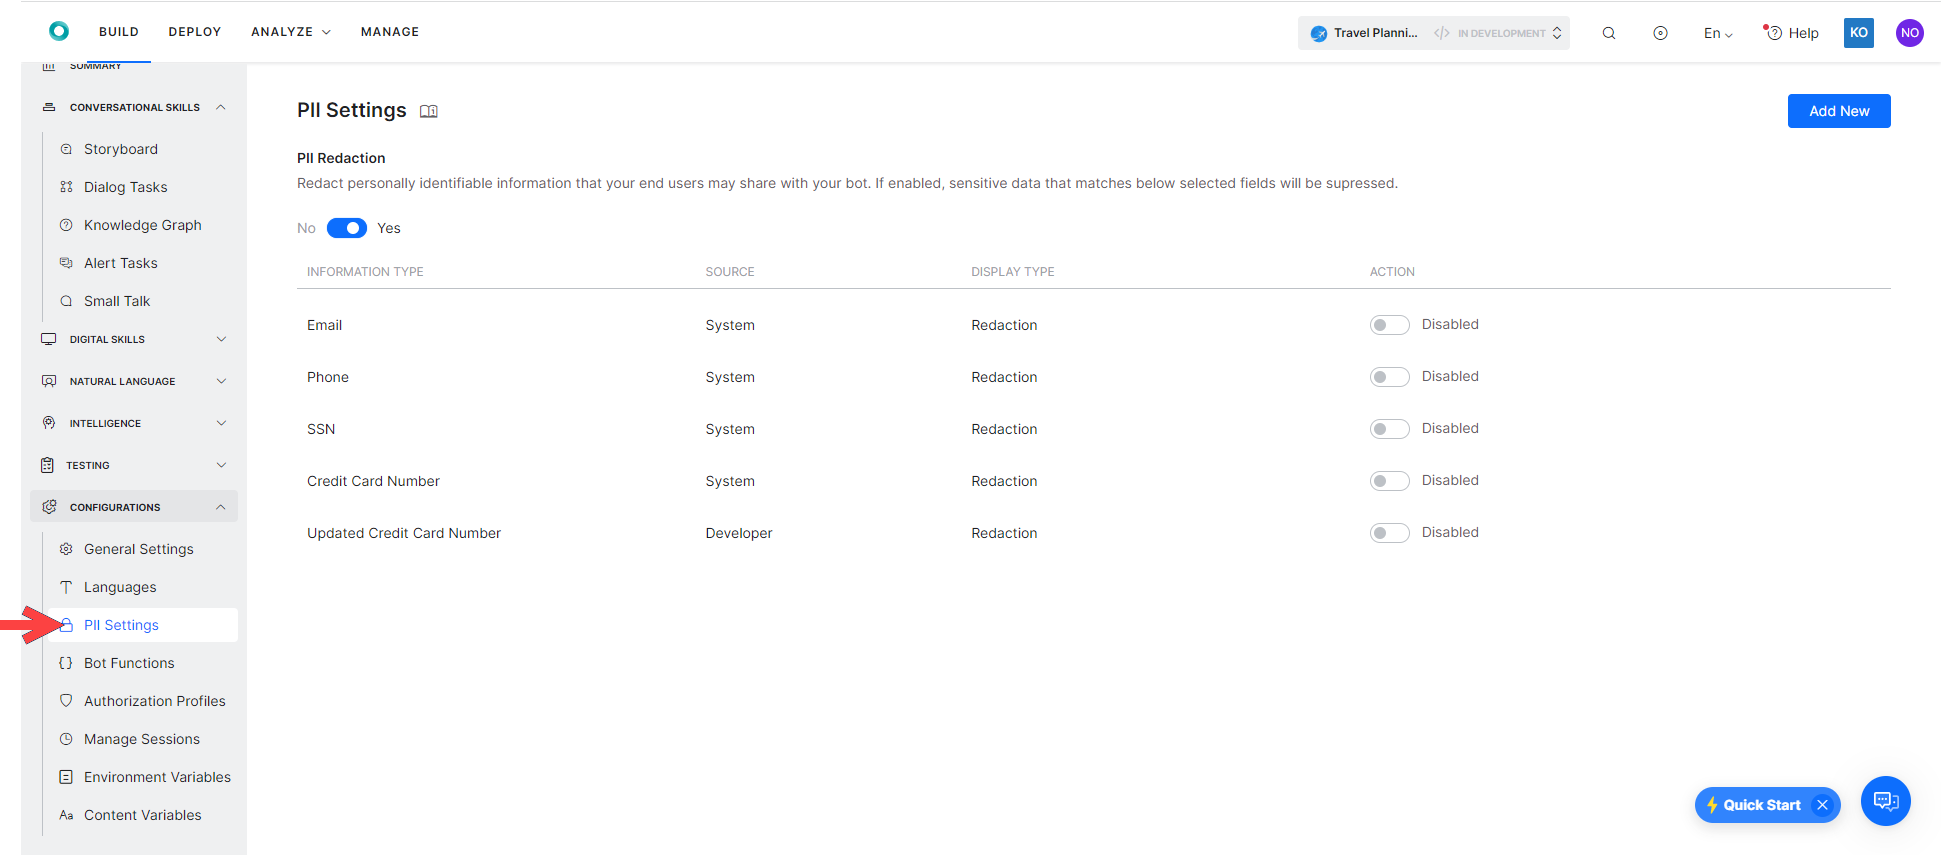 BUILD DEPLOY ANALYZE MANAGE Travel Planni... </> IN DEVELOPMENT En Help KO NO
SUMMARY
CONVERSATIONAL SKILLS
Storyboard
Dialog Tasks
Knowledge Graph
Alert Tasks
Small Talk
DIGITAL SKILLS
NATURAL LANGUAGE
INTELLIGENCE
TESTING
CONFIGURATIONS
General Settings
Languages
PII Settings
Bot Functions
Authorization Profiles
Manage Sessions
Environment Variables
Aa Content Variables
PII Settings
Add New
PII Redaction
Redact personally identifiable information that your end users may share with your bot. If enabled, sensitive data that matches below selected fields will be supressed.
No Yes
INFORMATION TYPE SOURCE DISPLAY TYPE ACTION
Email System Redaction Disabled
Phone System Redaction Disabled
SSN System Redaction Disabled
Credit Card Number System Redaction Disabled
Updated Credit Card Number Developer Redaction Disabled
Quick Start